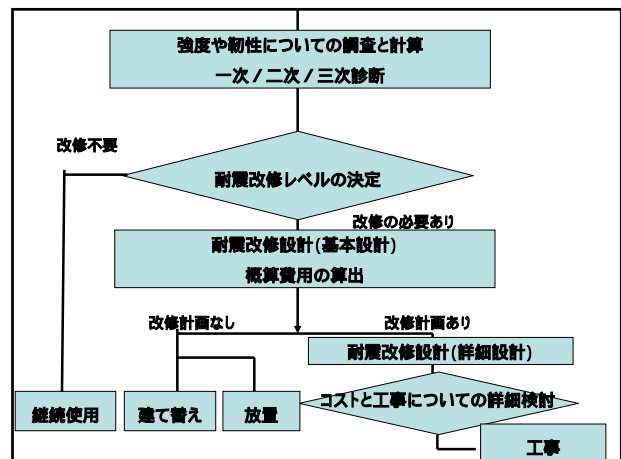 強度や靭性についての調査と計算
一次／二次／三次診断
改修不要
耐震改修レベルの決定
改修の必要あり
耐震改修設計(基本設計)
概算費用の算出
改修計画なし
改修計画あり
耐震改修設計(詳細設計)
コストと工事についての詳細検討
継続使用
建て替え
放置
工事